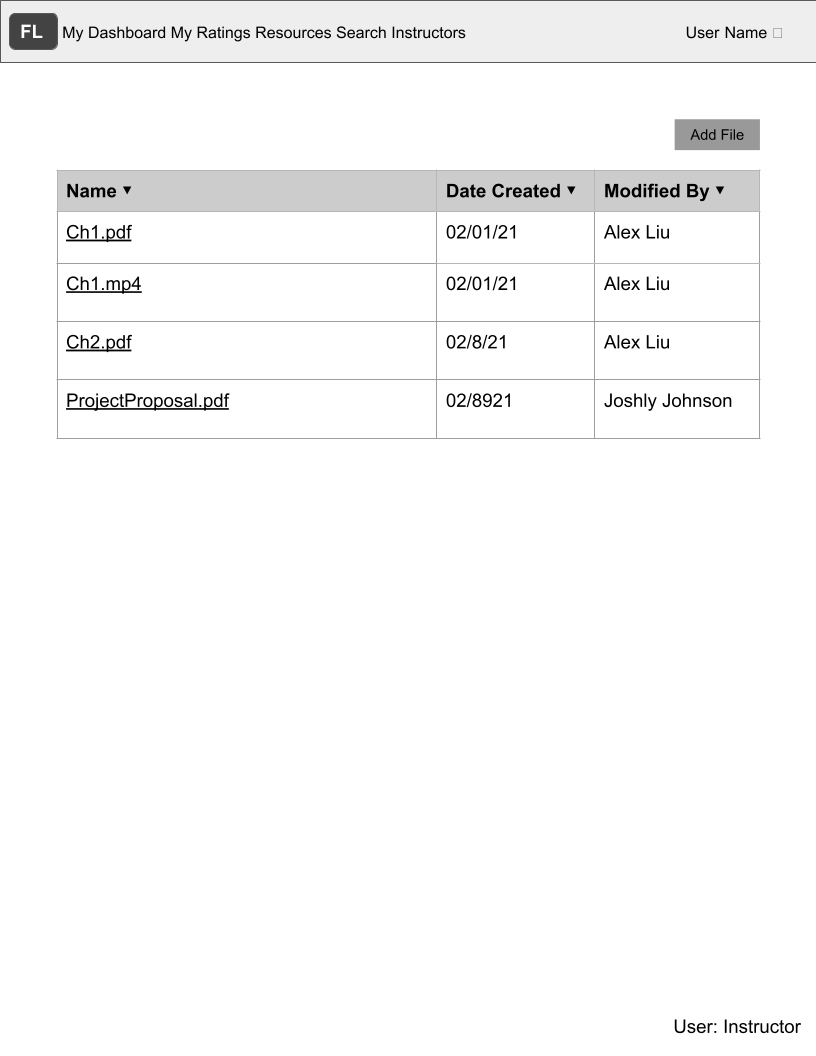 FL My Dashboard My Ratings Resources Search Instructors User Name
Add File
Name ▼ Date Created ▼ Modified By ▼
Ch1.pdf 02/01/21 Alex Liu
Ch1.mp4 02/01/21 Alex Liu
Ch2.pdf 02/8/21 Alex Liu
ProjectProposal.pdf 02/8921 Joshly Johnson
User: Instructor